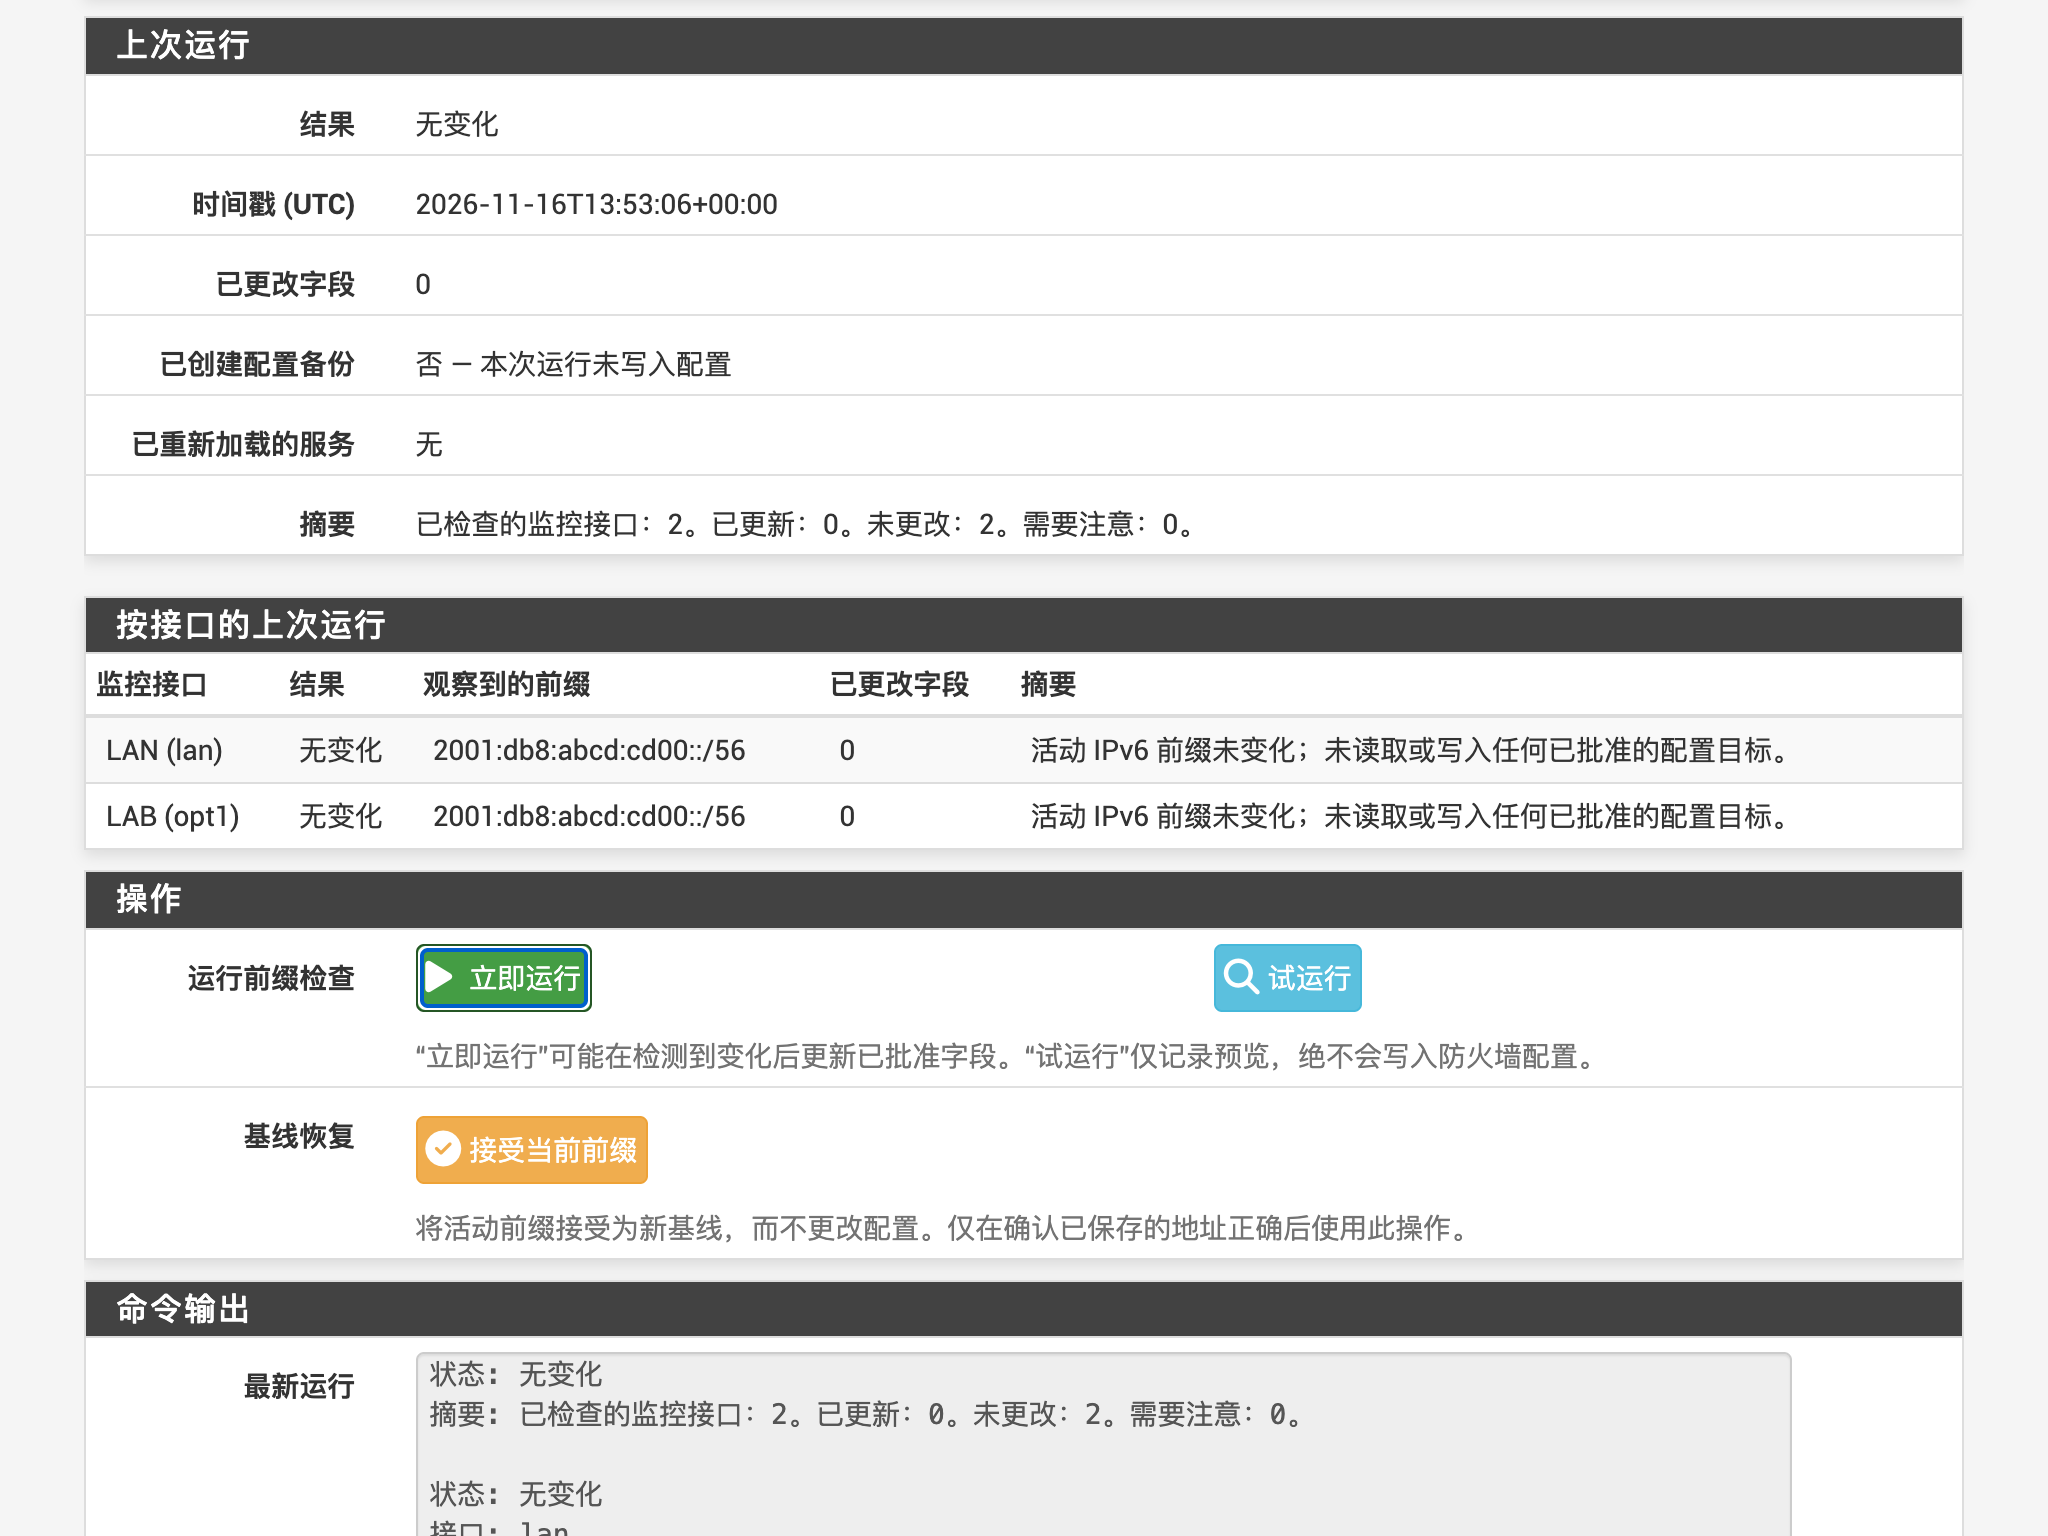 上次运行
结果 无变化
时间戳 (UTC) 2026-11-16T13:53:06+00:00
已更改字段 0
已创建配置备份 否 — 本次运行未写入配置
已重新加载的服务 无
摘要 已检查的监控接口：2。已更新：0。未更改：2。需要注意：0。
按接口的上次运行
监控接口 结果 观察到的前缀 已更改字段 摘要
LAN (lan) 无变化 2001:db8:abcd:cd00::/56 0 活动 IPv6 前缀未变化；未读取或写入任何已批准的配置目标。
LAB (opt1) 无变化 2001:db8:abcd:cd00::/56 0 活动 IPv6 前缀未变化；未读取或写入任何已批准的配置目标。
操作
运行前缀检查 立即运行 试运行
“立即运行”可能在检测到变化后更新已批准字段。“试运行”仅记录预览，绝不会写入防火墙配置。
基线恢复 接受当前前缀
将活动前缀接受为新基线，而不更改配置。仅在确认已保存的地址正确后使用此操作。
命令输出
最新运行 状态: 无变化
摘要: 已检查的监控接口：2。已更新：0。未更改：2。需要注意：0。
状态: 无变化
接口: lan